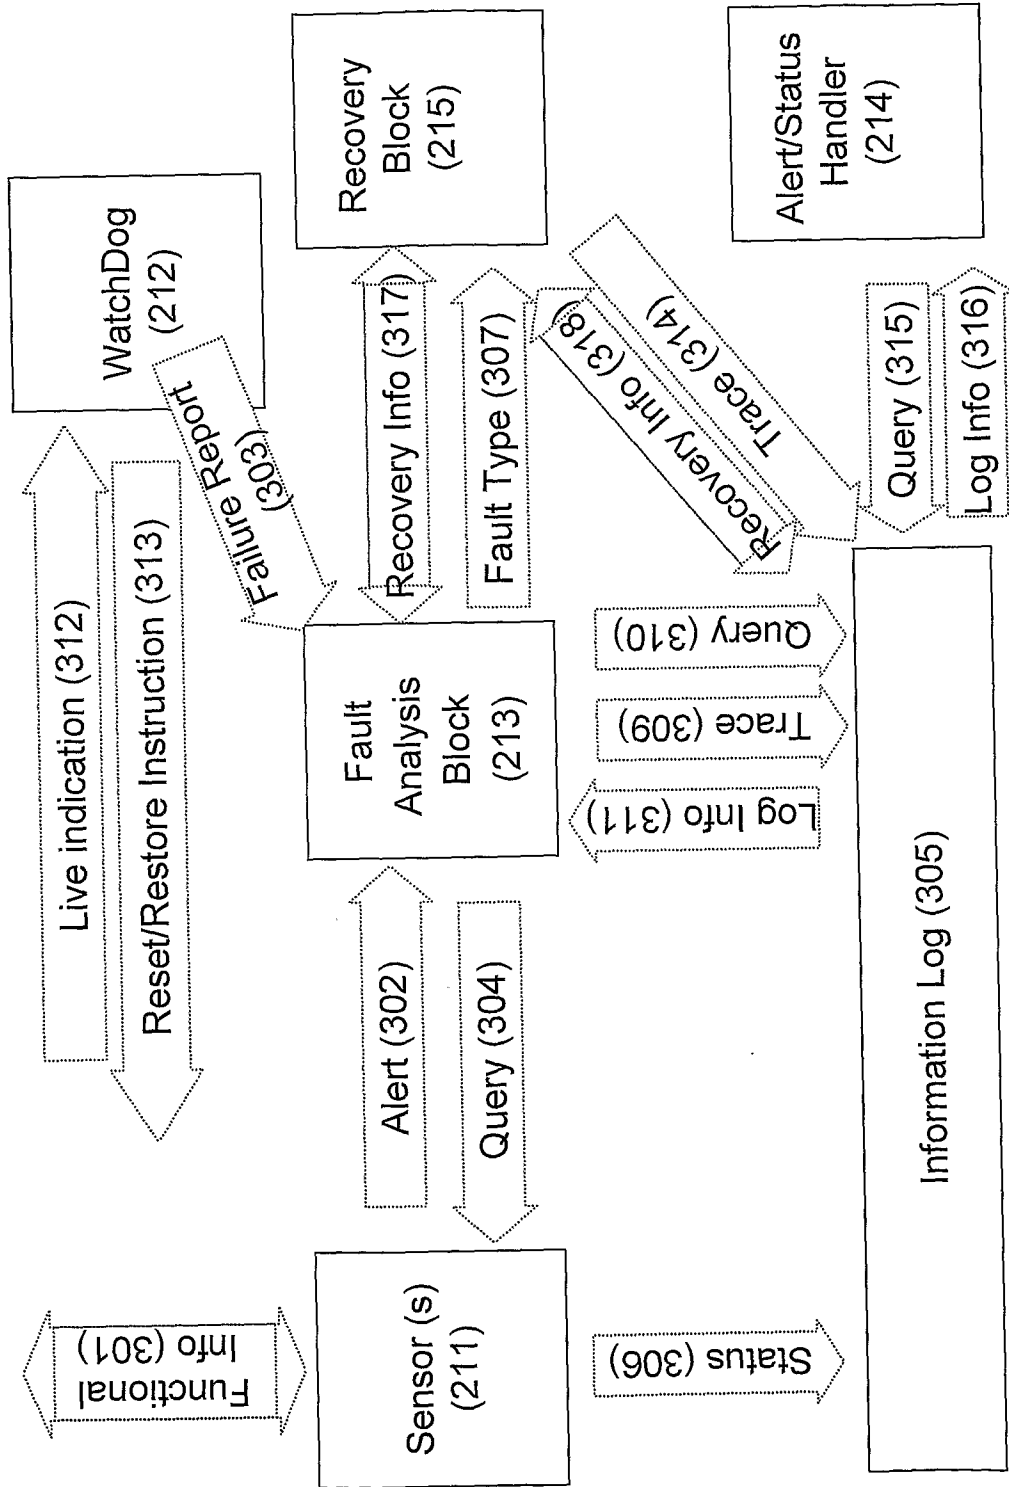 Live indication (312)
Reset/Restore Instruction (313)
WatchDog
(212)
Functional
Info (301)
Failure Report
(303)
Sensor (s)
(211)
Alert (302)
Query (304)
Fault
Analysis
Block
(213)
Recovery Info (317)
Fault Type (307)
Recovery
Block
(215)
Status (306)
Log Info (311)
Trace (309)
Query (310)
Recovery Info (318)
Trace (314)
Information Log (305)
Query (315)
Log Info (316)
Alert/Status
Handler
(214)